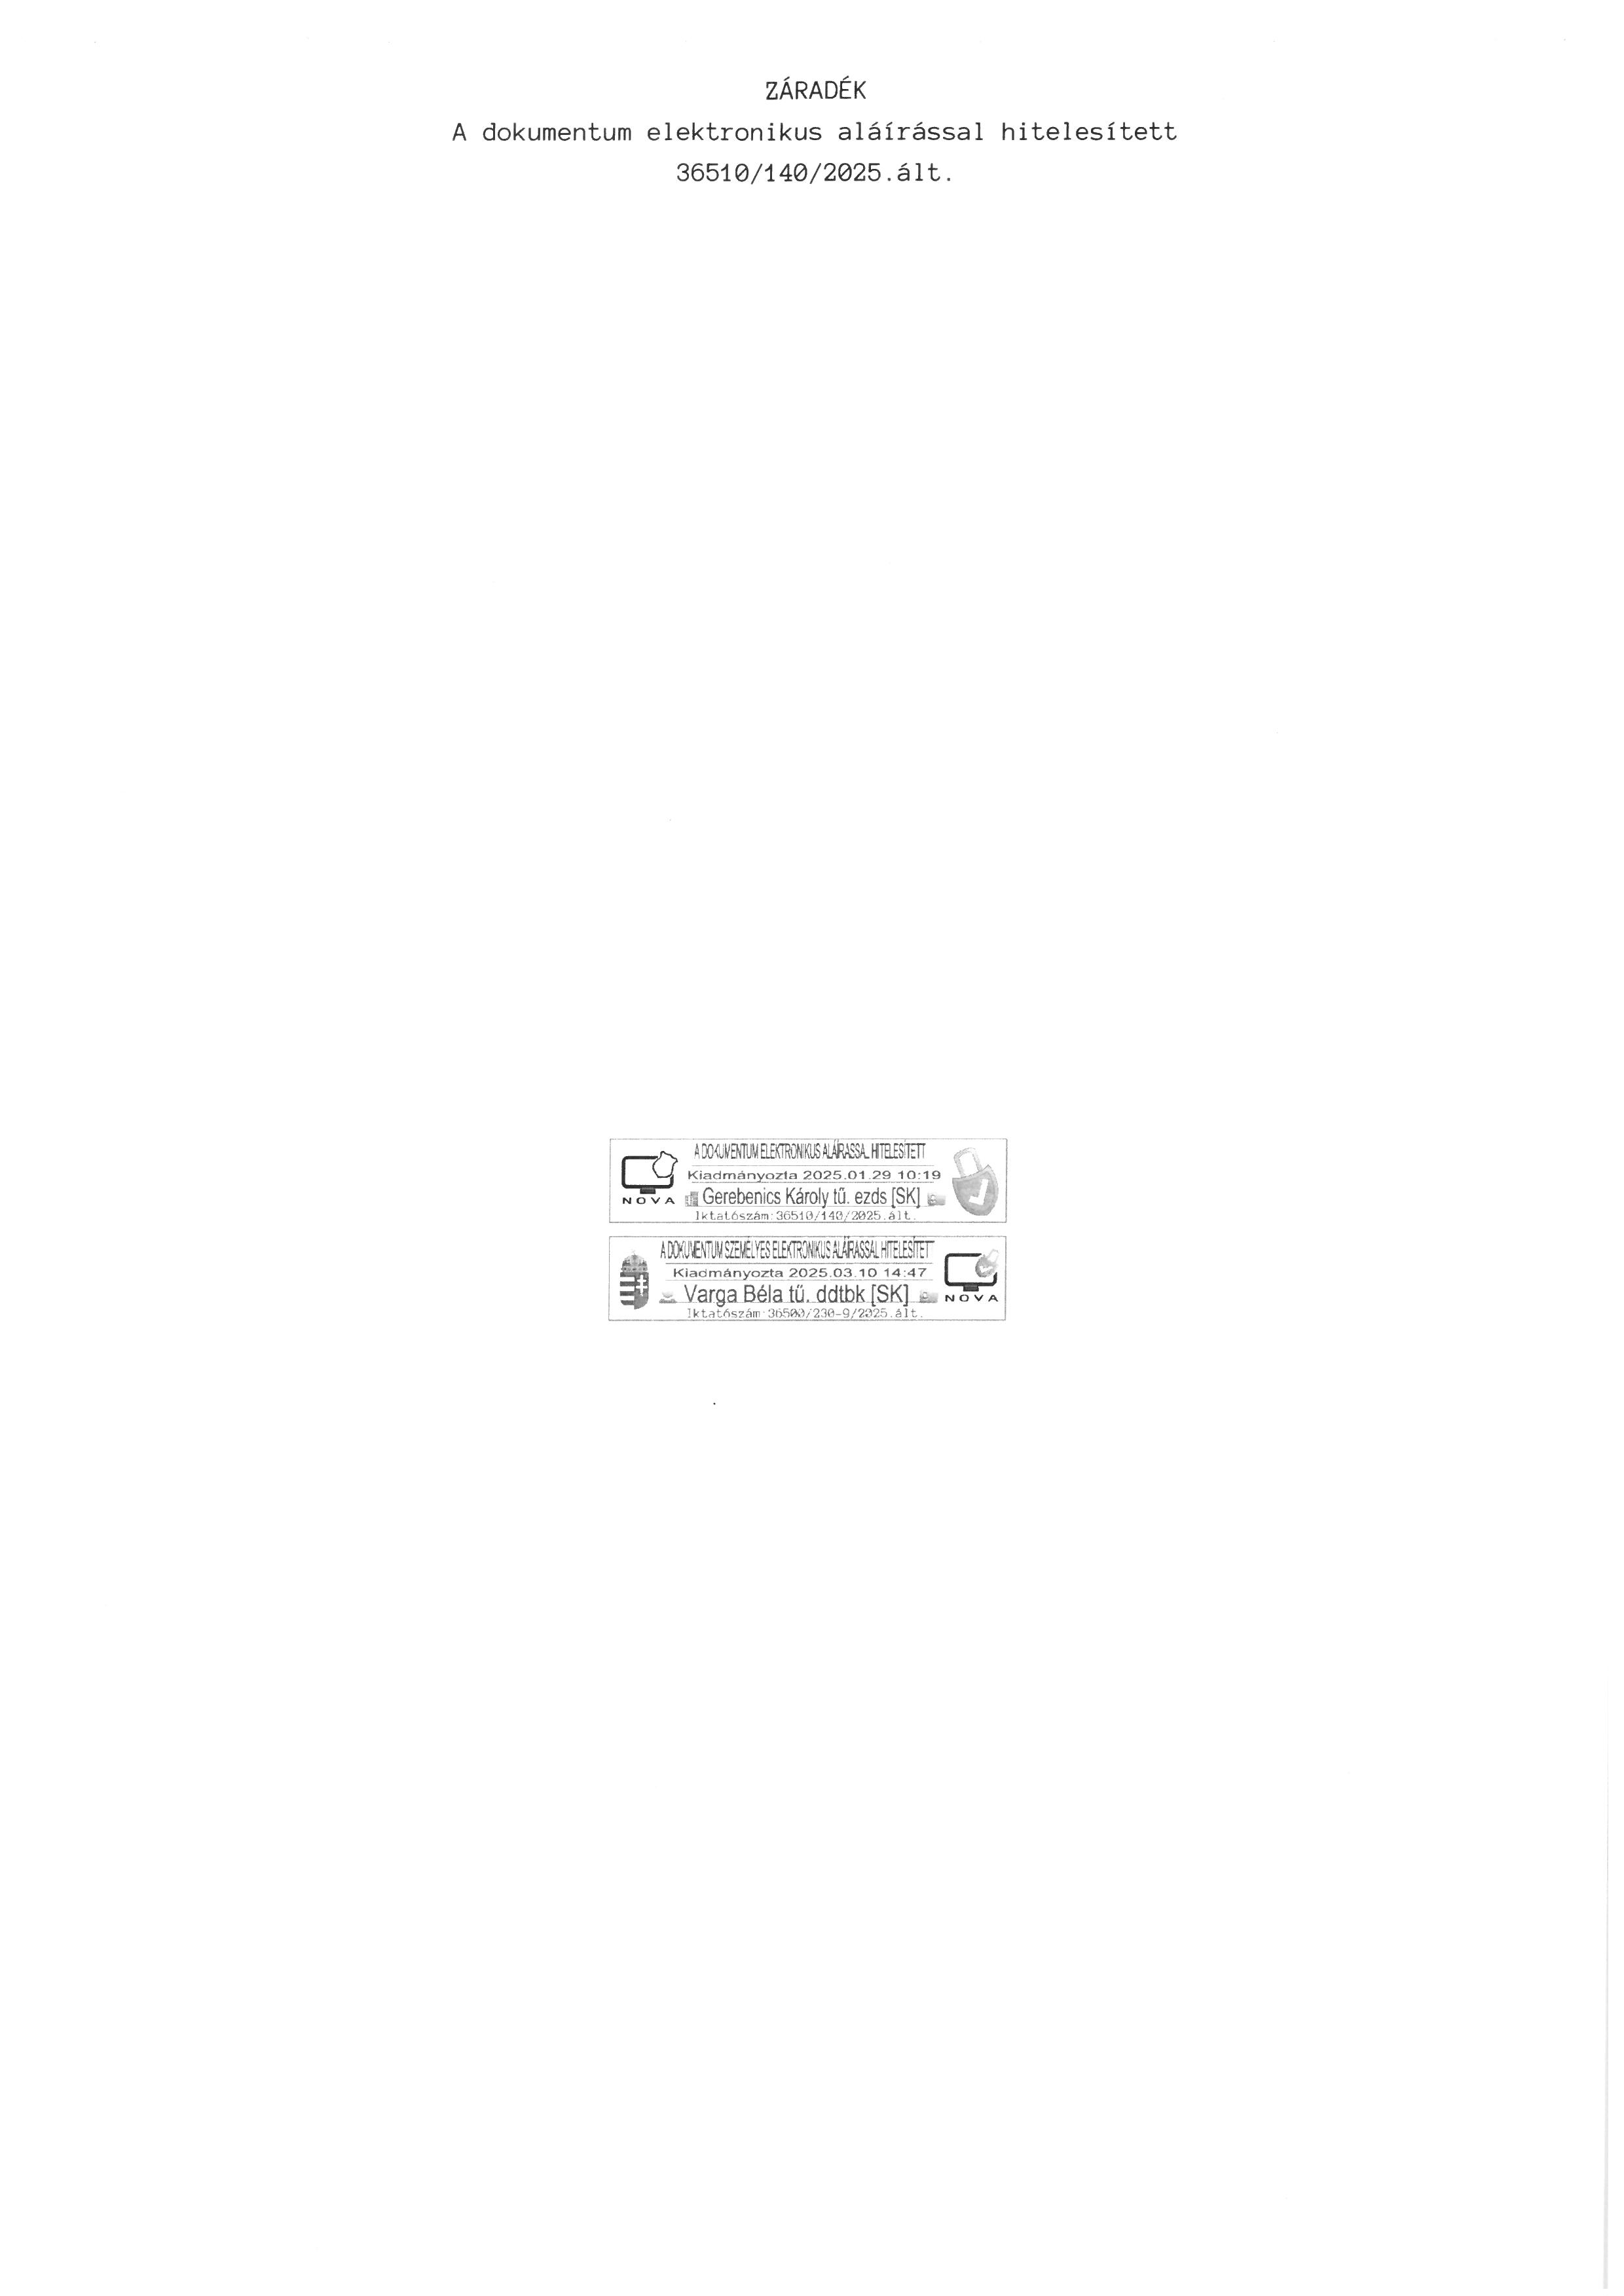 ZÁRADÉK
A dokumentum elektronikus aláírással hitelesített
36510/140/2025.ált.
A DOKUMENTUM ELEKTRONIKUS ALÁÍRÁSSAL HITELESÍTETT
Kiadmányozta 2025.01.29 10:19
NOVA
Gerebenics Károly tű. ezds [SK]
Iktatószám:36510/140/2025.ált.
A DOKUMENTUM SZEMÉLYES ELEKTRONIKUS ALÁÍRÁSSAL HITELESÍTETT
Kiadmányozta 2025.03.10 14:47
Varga Béla tű. ddtbk [SK]
NOVA
Iktatószám:36500/230-9/2025.ált.